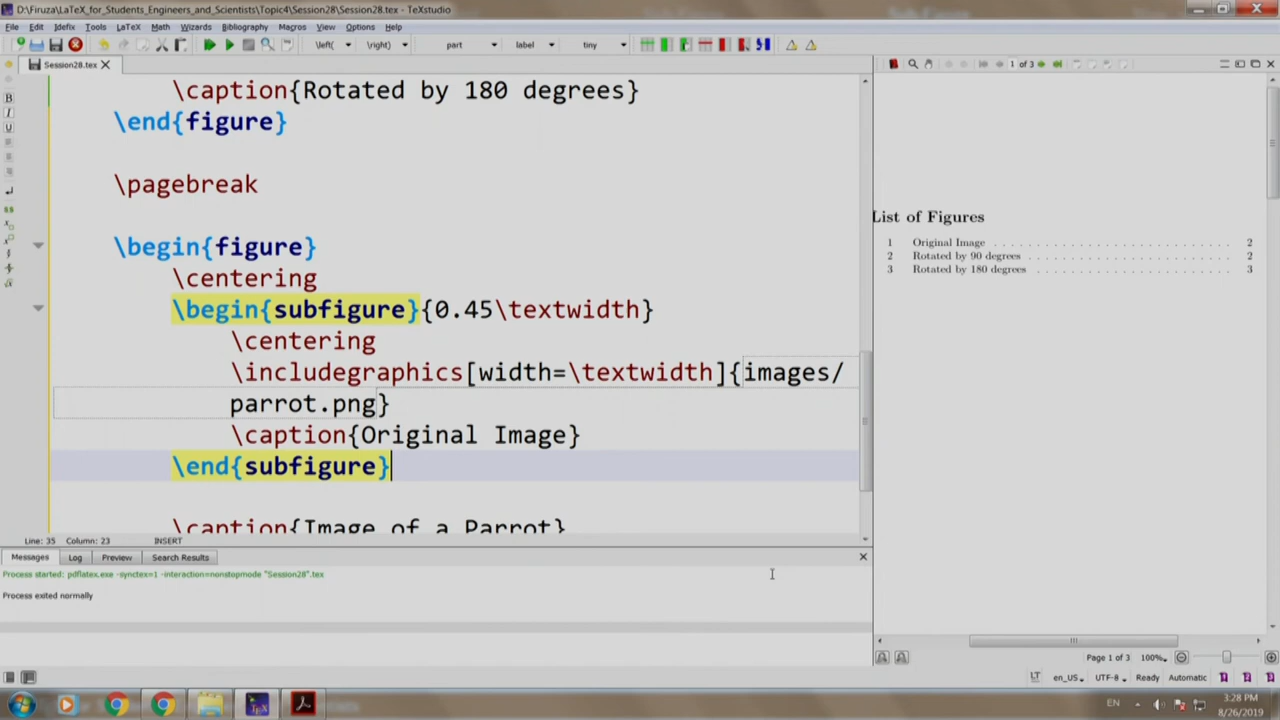 D:\Firuza\LaTeX_for_Students_Engineers_and_Scientists\Topic4\Session28\Session28.tex - TeXstudio
File Edit Idefix Tools LaTeX Math Wizards Bibliography Macros View Options Help
\left( \right) part label tiny
Session28.tex
1 of 3
\caption{Rotated by 180 degrees}
\end{figure}
\pagebreak
\begin{figure}
\centering
\begin{subfigure}{0.45\textwidth}
\centering
\includegraphics[width=\textwidth]{images/
parrot.png}
\caption{Original Image}
\end{subfigure}
\caption{Image of a Parrot}
List of Figures
1 Original Image . . . . . . . . . . . . . . . . . . . . . . . . . . . . 2
2 Rotated by 90 degrees . . . . . . . . . . . . . . . . . . . . . . . . 2
3 Rotated by 180 degrees . . . . . . . . . . . . . . . . . . . . . . . 3
Line: 35 Column: 23 INSERT
Messages Log Preview Search Results
Process started: pdflatex.exe -synctex=1 -interaction=nonstopmode "Session28".tex
Process exited normally
Page 1 of 3 100%
en_US UTF-8 Ready Automatic
EN 3:28 PM
8/26/2019